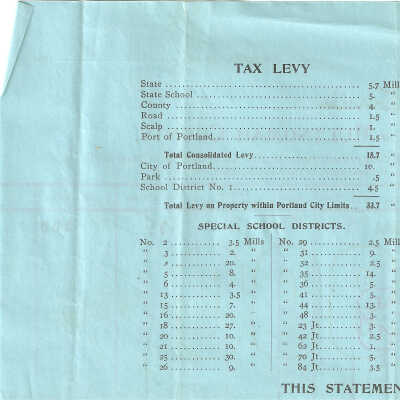 TAX LEVY
State 5.7 Mill
State School 5. "
County 4. "
Road 1.5 "
Scalp 1. "
Port of Portland 1.5 "
Total Consolidated Levy 18.7 "
City of Portland 10. "
Park .5 "
School District No. 1 4.5 "
Total Levy on Property within Portland City Limits 33.7 "
SPECIAL SCHOOL DISTRICTS.
No. 2 3.5 Mills No. 29 2.5 Mills
" 3 2. " " 31 9. "
" 8 20. " " 32 2.5 "
" 5 8. " " 35 14. "
" 6 4. " " 36 5. "
" 13 3.5 " " 41 5. "
" 15 7. " " 44 13. "
" 16 20. " " 48 3. "
" 18 27. " " 23 Jt. 3. "
" 20 10. " " 42 Jt. 2.5 "
" 21 10. " " 62 Jt. 1. "
" 25 30. " " 70 Jt. 5. "
" 26 9. " " 84 Jt. 3.5 "
THIS STATEMEN